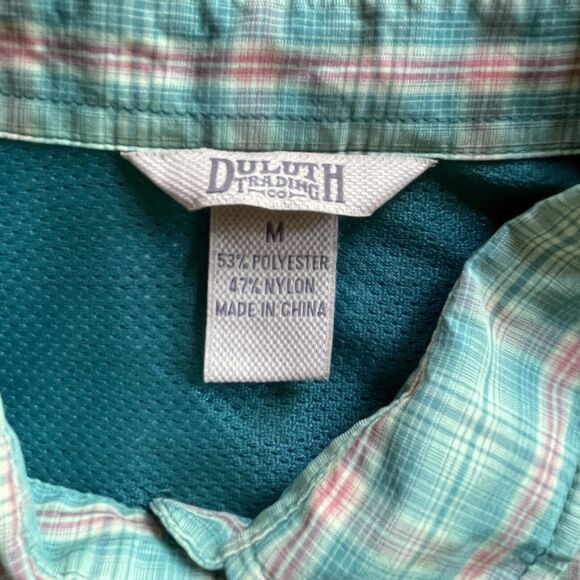 DULUTH
TRADING
CO
M
53% POLYESTER
47% NYLON
MADE IN CHINA